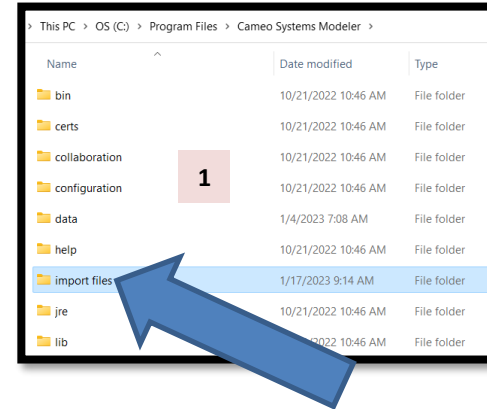 > This PC > OS (C:) > Program Files > Cameo Systems Modeler >
Name Date modified Type
bin 10/21/2022 10:46 AM File folder
certs 10/21/2022 10:46 AM File folder
collaboration 10/21/2022 10:46 AM File folder
1
configuration 10/21/2022 10:46 AM File folder
data 1/4/2023 7:08 AM File folder
help 10/21/2022 10:46 AM File folder
import files 1/17/2023 9:14 AM File folder
jre 10/21/2022 10:46 AM File folder
lib 2022 10:46 AM File folder